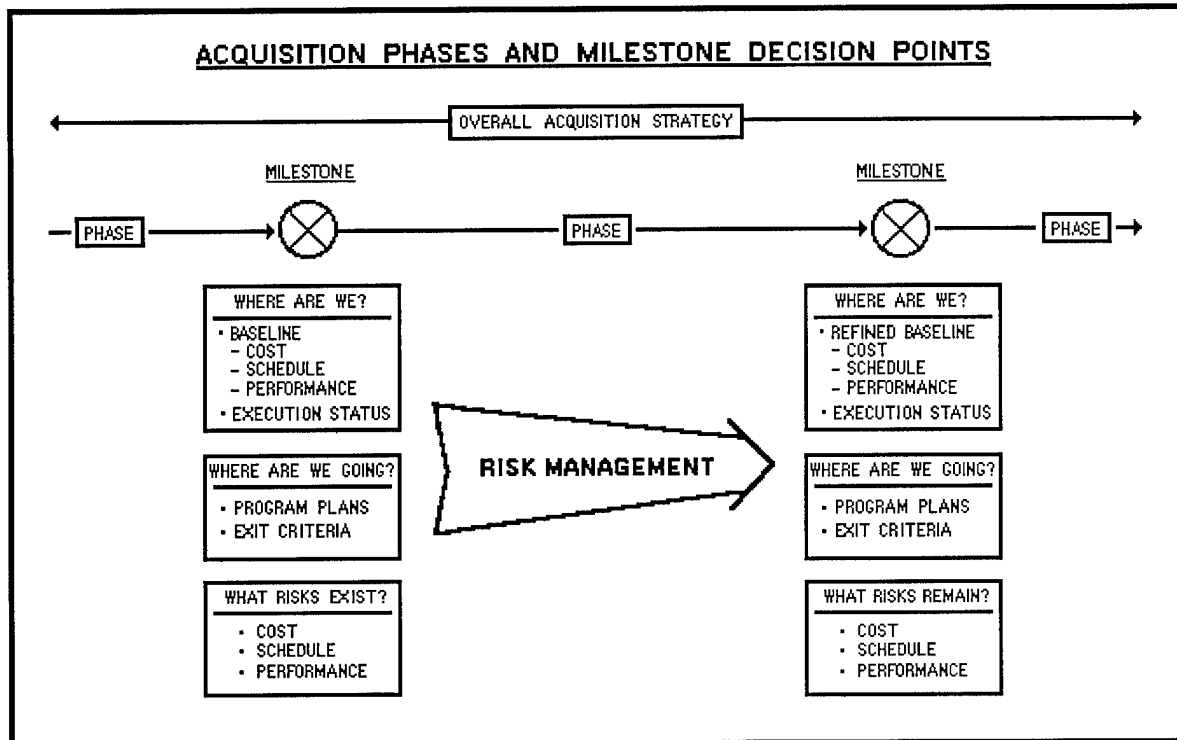 ACQUISITION PHASES AND MILESTONE DECISION POINTS
OVERALL ACQUISITION STRATEGY
MILESTONE
MILESTONE
PHASE
PHASE
PHASE
WHERE ARE WE?
• BASELINE
– COST
– SCHEDULE
– PERFORMANCE
• EXECUTION STATUS
WHERE ARE WE GOING?
• PROGRAM PLANS
• EXIT CRITERIA
WHAT RISKS EXIST?
• COST
• SCHEDULE
• PERFORMANCE
RISK MANAGEMENT
WHERE ARE WE?
• REFINED BASELINE
– COST
– SCHEDULE
– PERFORMANCE
• EXECUTION STATUS
WHERE ARE WE GOING?
• PROGRAM PLANS
• EXIT CRITERIA
WHAT RISKS REMAIN?
• COST
• SCHEDULE
• PERFORMANCE